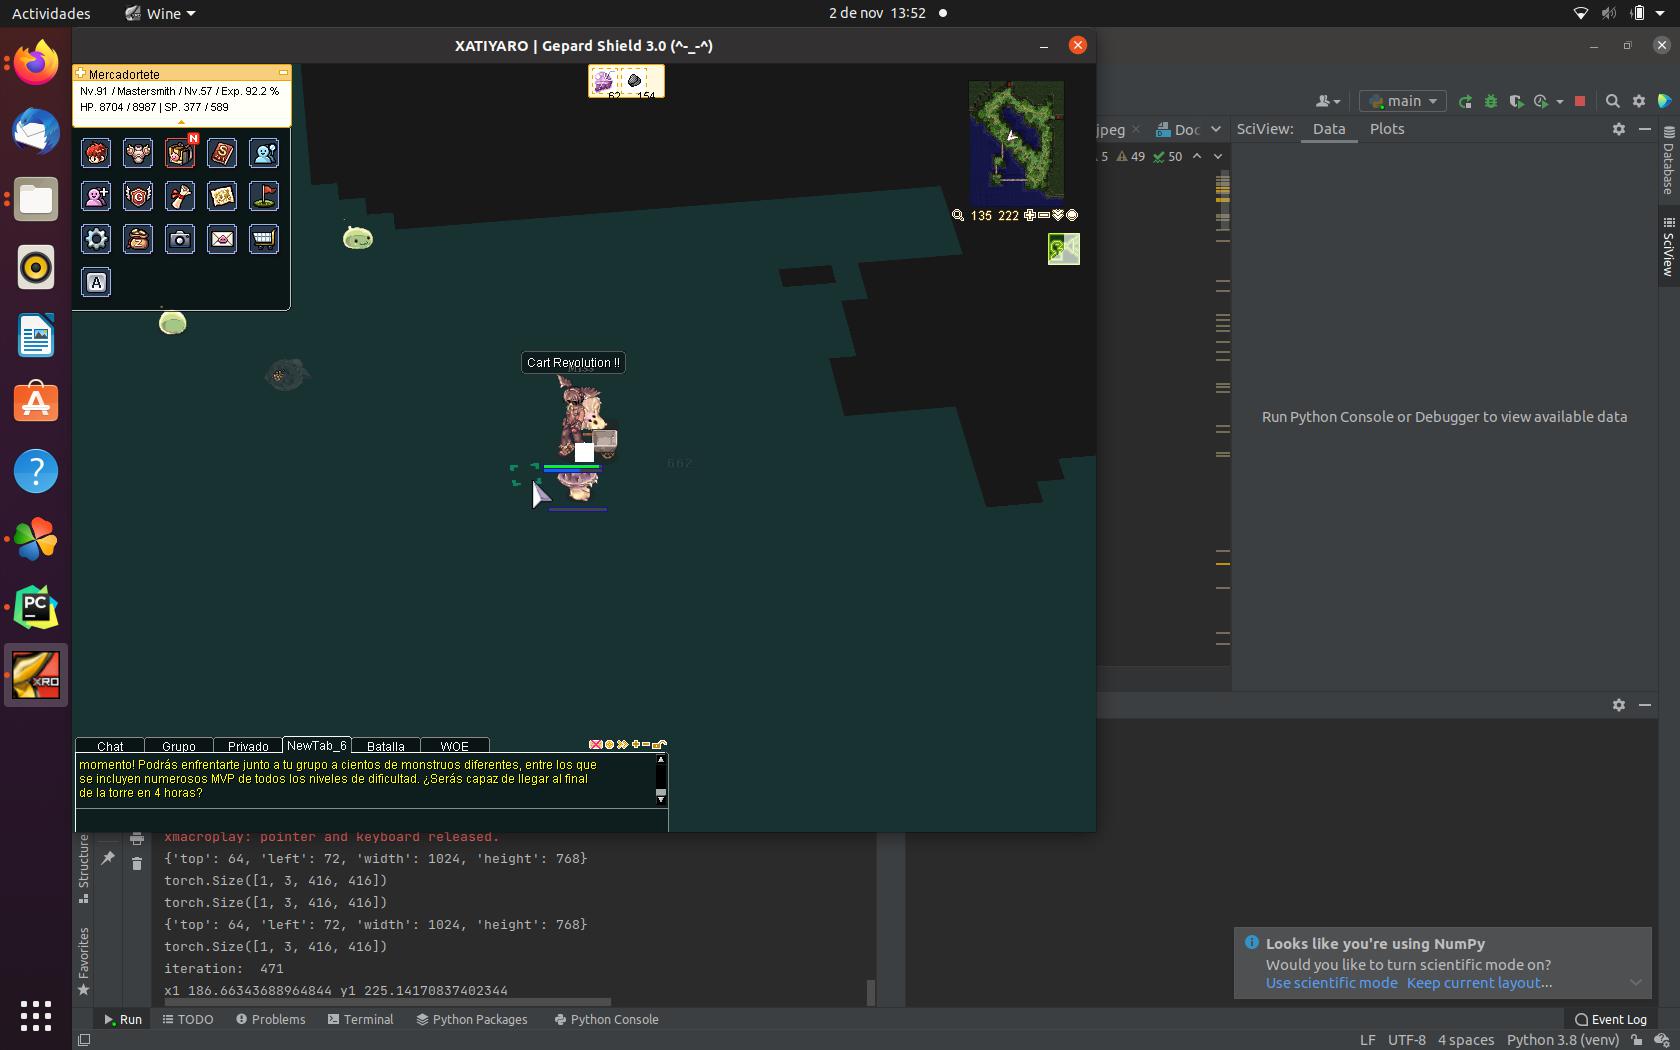 Actividades
Wine
2 de nov 13:52
XATIYARO | Gepard Shield 3.0 (^-_-^)
Mercadortete
Nv.91 / Mastersmith / Nv.57 / Exp. 92.2 %
HP. 8704 / 8987 | SP. 377 / 589
62
154
N
A
135 222
Cart Revolution !!
662
Chat
Grupo
Privado
NewTab_6
Batalla
WOE
momento! Podrás enfrentarte junto a tu grupo a cientos de monstruos diferentes, entre los que
se incluyen numerosos MVP de todos los niveles de dificultad. ¿Serás capaz de llegar al final
de la torre en 4 horas?
PC
XRO
main
jpeg
Doc
SciView:
Data
Plots
5
49
50
Database
SciView
Run Python Console or Debugger to view available data
Structure
Favorites
xmacroplay: pointer and keyboard released.
{'top': 64, 'left': 72, 'width': 1024, 'height': 768}
torch.Size([1, 3, 416, 416])
torch.Size([1, 3, 416, 416])
{'top': 64, 'left': 72, 'width': 1024, 'height': 768}
torch.Size([1, 3, 416, 416])
iteration:  471
x1 186.66343688964844 y1 225.14170837402344
Looks like you're using NumPy
Would you like to turn scientific mode on?
Use scientific mode Keep current layout...
Run
TODO
Problems
Terminal
Python Packages
Python Console
Event Log
LF UTF-8 4 spaces Python 3.8 (venv)